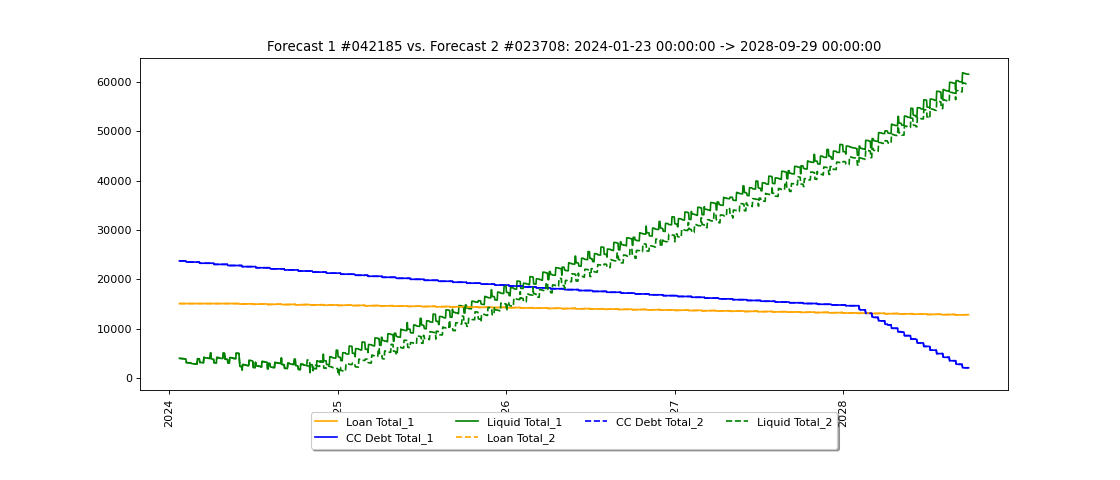 Forecast 1 #042185 vs. Forecast 2 #023708: 2024-01-23 00:00:00 -> 2028-09-29 00:00:00
60000
50000
40000
30000
20000
10000
0
2024
25
26
27
2028
Loan Total_1
Liquid Total_1
CC Debt Total_2
Liquid Total_2
CC Debt Total_1
Loan Total_2